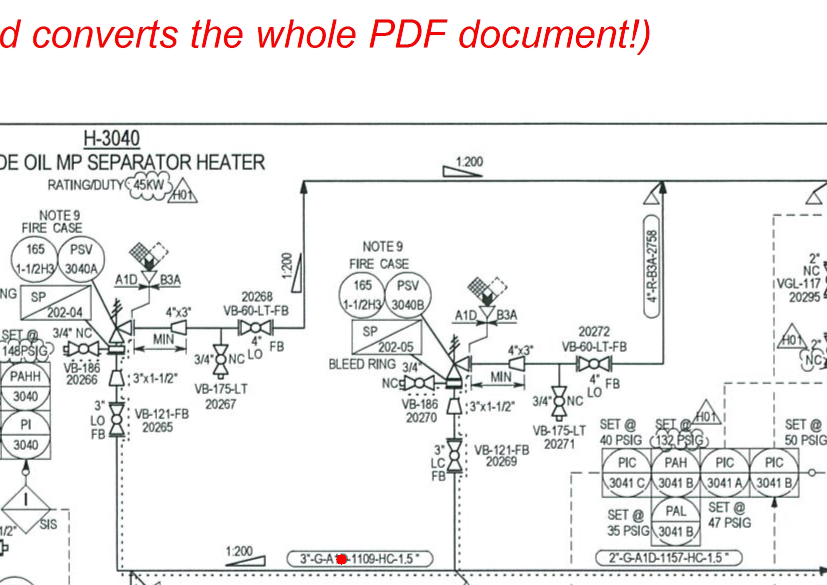 d converts the whole PDF document!)
H-3040
DE OIL MP SEPARATOR HEATER
RATING/DUTY 45KW
H01
1:200
NOTE 9
FIRE CASE
165
1-1/2H3
PSV
3040A
NG
SP
202-04
A1D
B3A
1:200
20268
VB-60-LT-FB
4"x3"
4"
LO
FB
MIN
SET @
148PSIG
3/4" NC
VB-186
20266
3/4"
NC
VB-175-LT
20267
PAHH
3040
PI
3040
3"x1-1/2"
3"
LO
FB
VB-121-FB
20265
I
SIS
1/2"
NOTE 9
FIRE CASE
165
1-1/2H3
PSV
3040B
SP
202-05
BLEED RING
A1D
B3A
20272
VB-60-LT-FB
4"x3"
4"
LO
FB
MIN
3/4"
NC
VB-186
20270
3/4"
NC
VB-175-LT
20271
3"x1-1/2"
3"
LC
FB
VB-121-FB
20269
4"-R-B3A-2758
2"
NC
VGL-117
20295
H01
2"
NC
H01
SET @
40 PSIG
SET @
132 PSIG
SET @
50 PSIG
PIC
3041 C
PAH
3041 B
PIC
3041 A
PIC
3041 B
SET @
35 PSIG
PAL
3041 B
SET @
47 PSIG
1:200
-1109-HC-1.5"
2"-G-A1D-1157-HC-1.5"